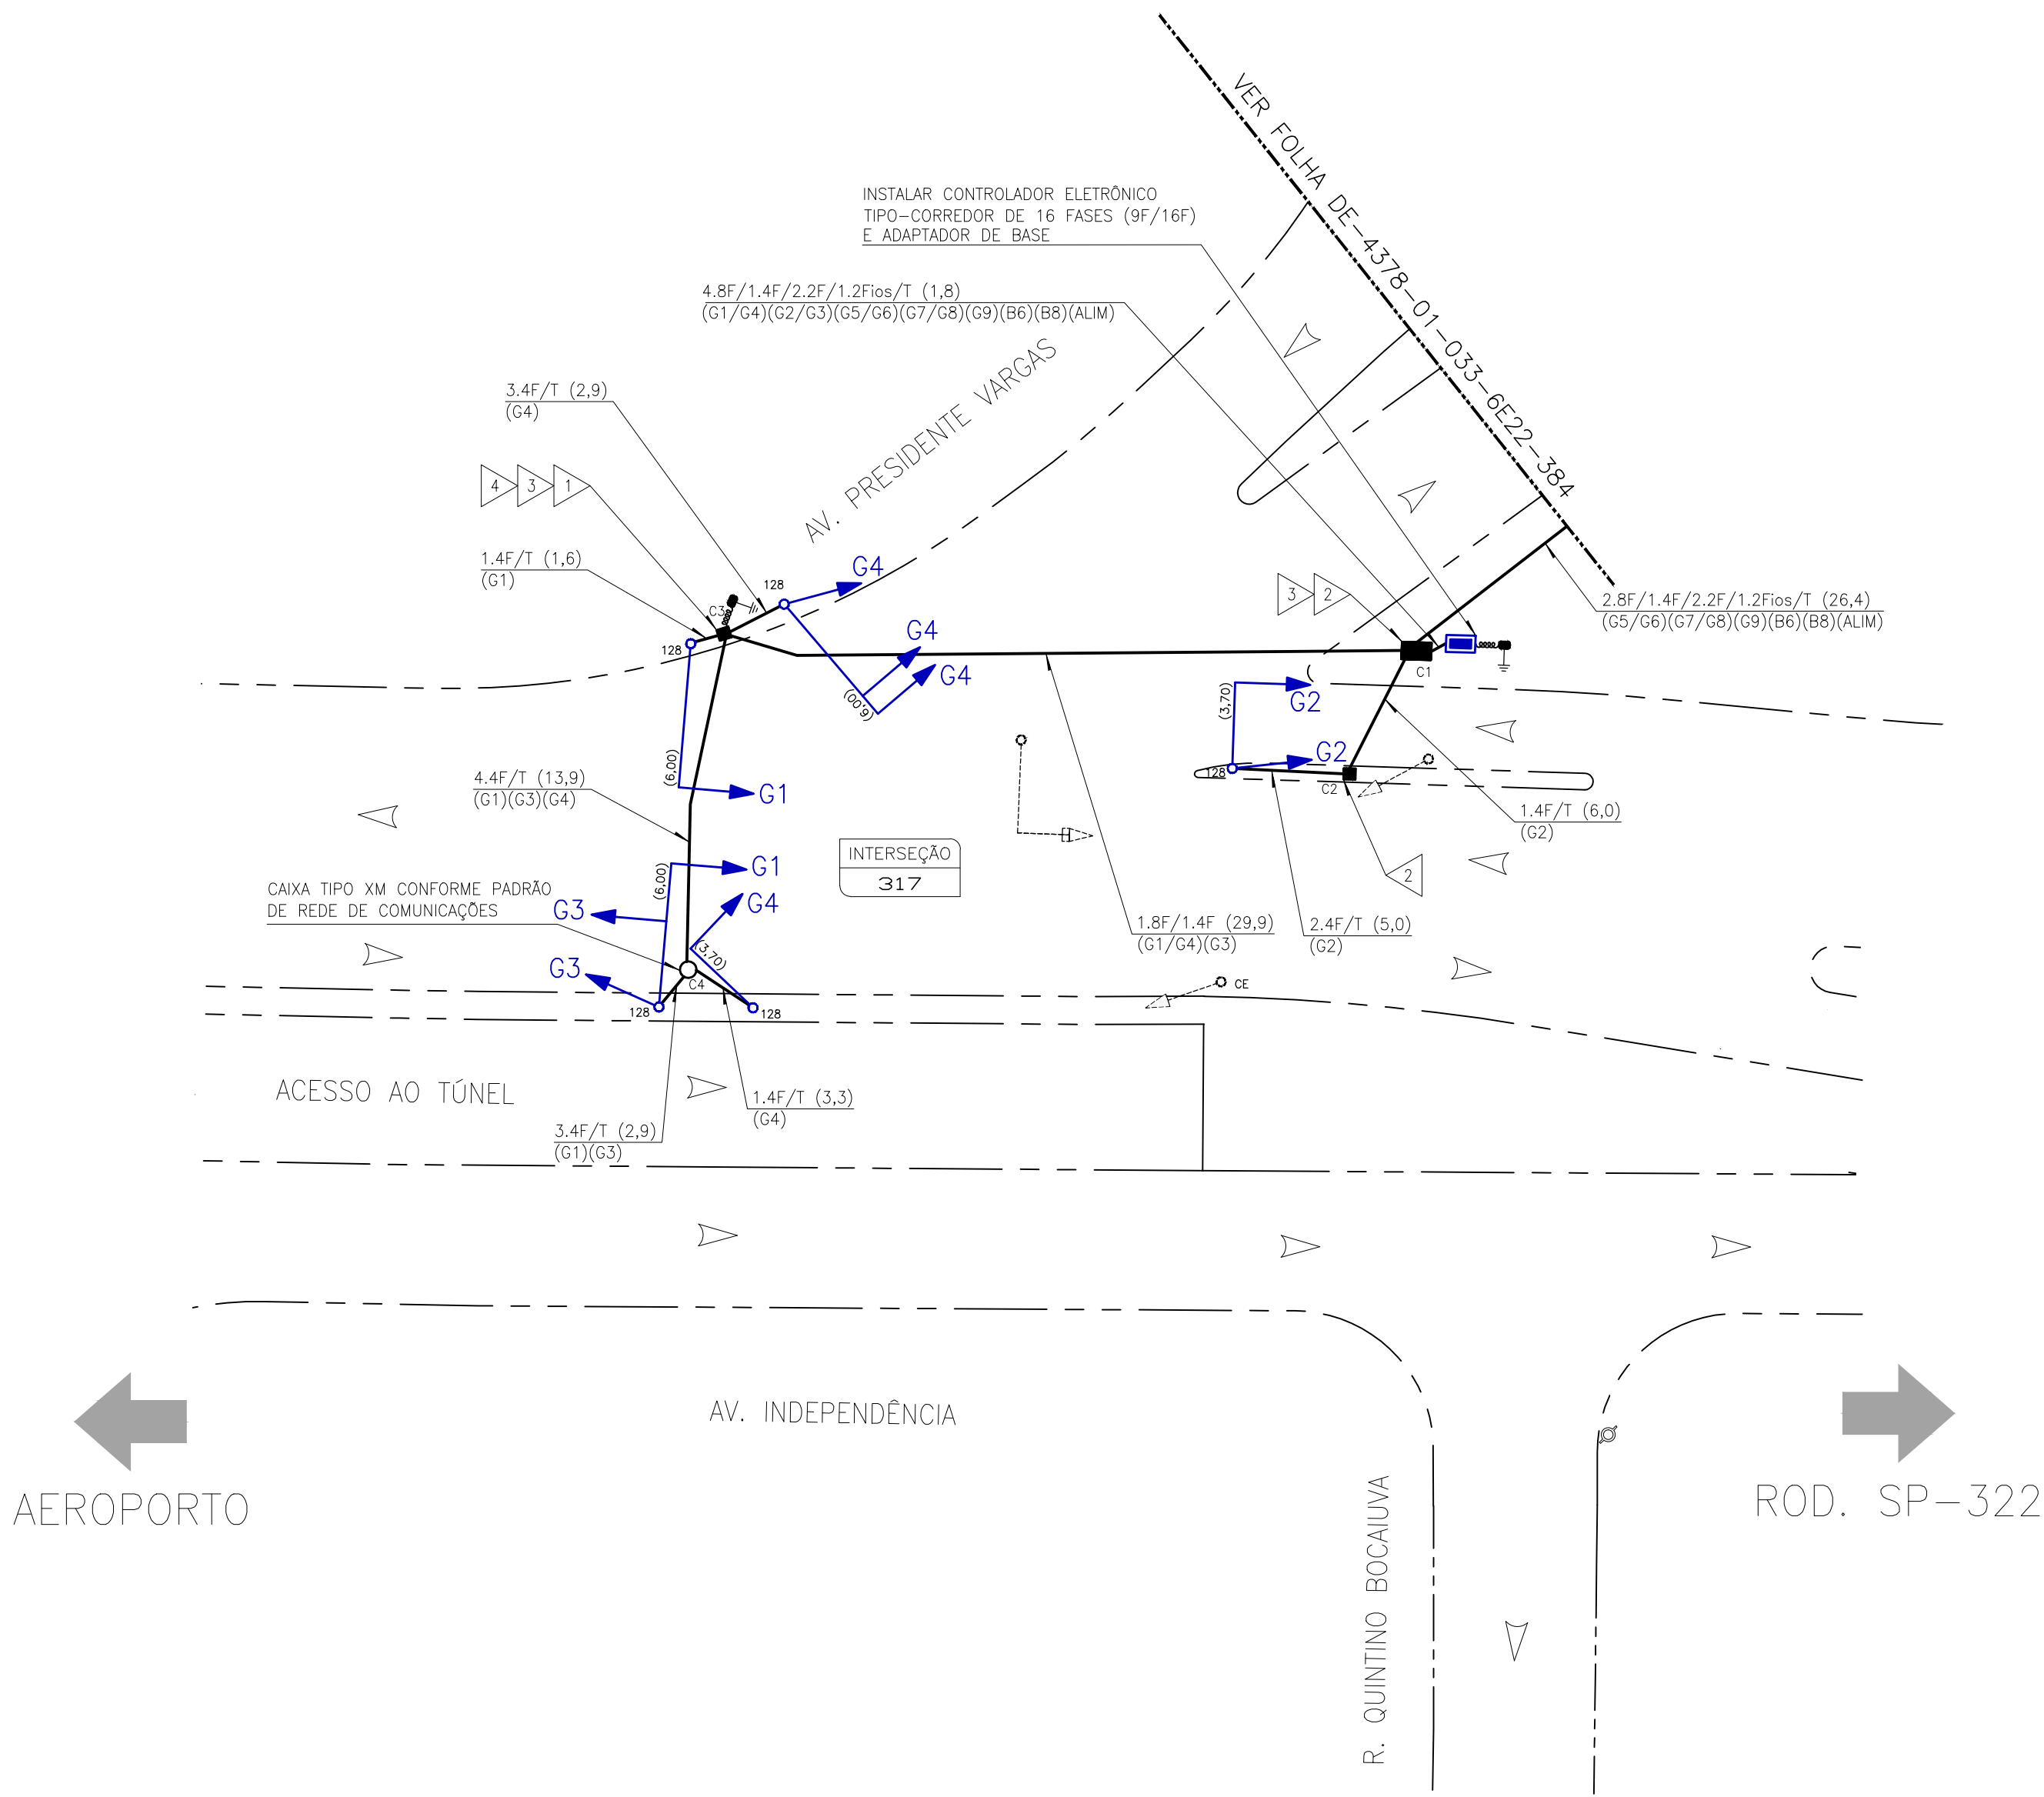 VER FOLHA DE-4378-01-033-6E22-384
INSTALAR CONTROLADOR ELETRÔNICO
TIPO-CORREDOR DE 16 FASES (9F/16F)
E ADAPTADOR DE BASE
4.8F/1.4F/2.2F/1.2Fios/T (1,8)
(G1/G4)(G2/G3)(G5/G6)(G7/G8)(G9)(B6)(B8)(ALIM)
AV. PRESIDENTE VARGAS
3.4F/T (2,9)
(G4)
4 3 1
1.4F/T (1,6)
(G1)
128
G4
C3
128
G4
G4
(6,00)
3 2
2.8F/1.4F/2.2F/1.2Fios/T (26,4)
(G5/G6)(G7/G8)(G9)(B6)(B8)(ALIM)
C1
(3,70)
G2
G2
128
C2
1.4F/T (6,0)
(G2)
2
(6,00)
G1
4.4F/T (13,9)
(G1)(G3)(G4)
INTERSEÇÃO
317
(6,00)
G1
G4
CAIXA TIPO XM CONFORME PADRÃO
DE REDE DE COMUNICAÇÕES
G3
(3,70)
1.8F/1.4F (29,9)
(G1/G4)(G3)
2.4F/T (5,0)
(G2)
G3
C4
CE
128
128
ACESSO AO TÚNEL
1.4F/T (3,3)
(G4)
3.4F/T (2,9)
(G1)(G3)
AV. INDEPENDÊNCIA
AEROPORTO
ROD. SP-322
R. QUINTINO BOCAIUVA